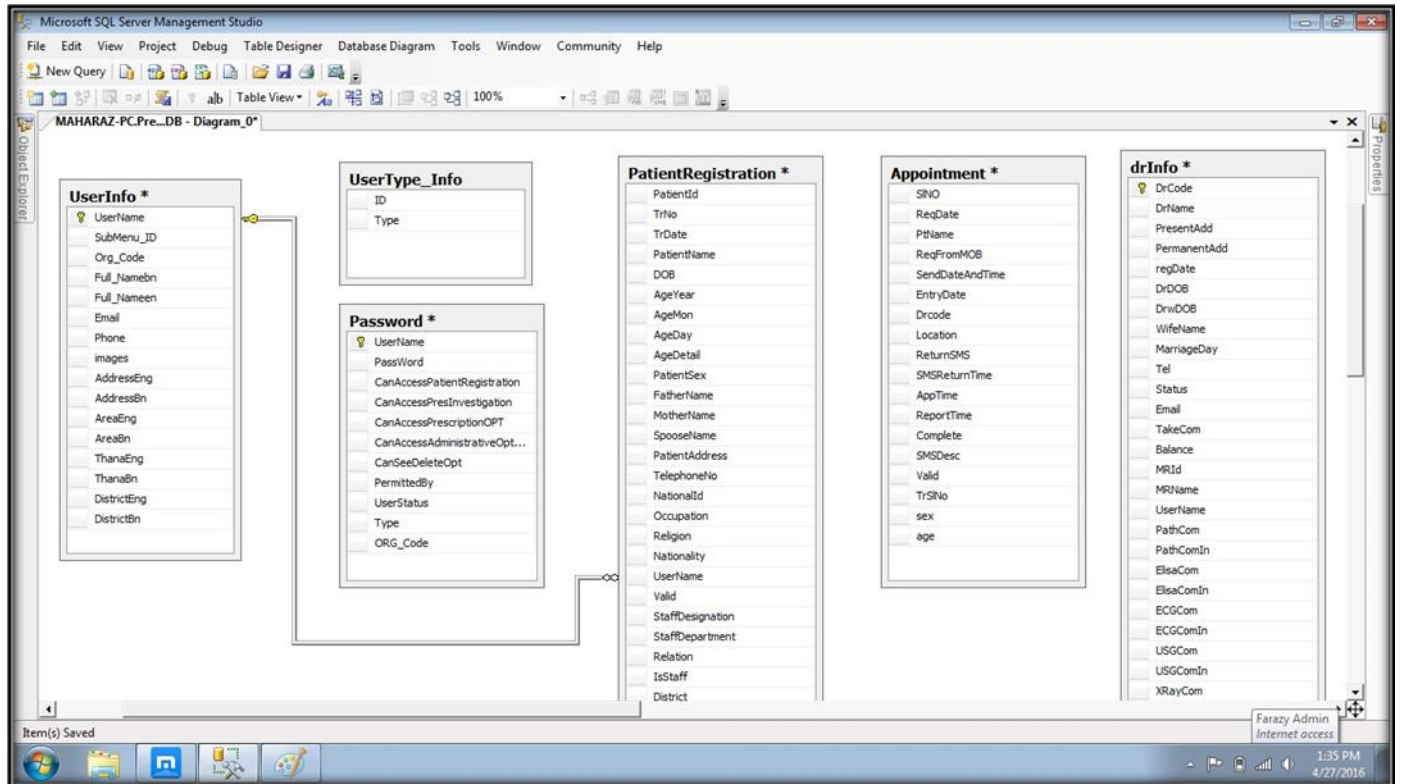 Microsoft SQL Server Management Studio
File Edit View Project Debug Table Designer Database Diagram Tools Window Community Help
New Query
alb Table View 100%
MAHARAZ-PC.Pre...DB - Diagram_0*
Object Explorer
Properties
UserInfo *
UserName
SubMenu_ID
Org_Code
Full_Namebn
Full_Nameen
Email
Phone
images
AddressEng
AddressBn
AreaEng
AreaBn
ThanaEng
ThanaBn
DistrictEng
DistrictBn
UserType_Info
ID
Type
Password *
UserName
PassWord
CanAccessPatientRegistration
CanAccessPresInvestigation
CanAccessPrescriptionOPT
CanAccessAdministrativeOpt...
CanSeeDeleteOpt
PermittedBy
UserStatus
Type
ORG_Code
PatientRegistration *
PatientId
TrNo
TrDate
PatientName
DOB
AgeYear
AgeMon
AgeDay
AgeDetail
PatientSex
FatherName
MotherName
SpooseName
PatientAddress
TelephoneNo
NationalId
Occupation
Religion
Nationality
UserName
Valid
StaffDesignation
StaffDepartment
Relation
IsStaff
District
Appointment *
SlNO
ReqDate
PtName
ReqFromMOB
SendDateAndTime
EntryDate
Drcode
Location
ReturnSMS
SMSReturnTime
AppTime
ReportTime
Complete
SMSDesc
Valid
TrSlNo
sex
age
drInfo *
DrCode
DrName
PresentAdd
PermanentAdd
regDate
DrDOB
DrwDOB
WifeName
MarriageDay
Tel
Status
Email
TakeCom
Balance
MRId
MRName
UserName
PathCom
PathComIn
ElisaCom
ElisaComIn
ECGCom
ECGComIn
USGCom
USGComIn
XRayCom
Item(s) Saved
Farazy Admin
Internet access
1:35 PM
4/27/2016